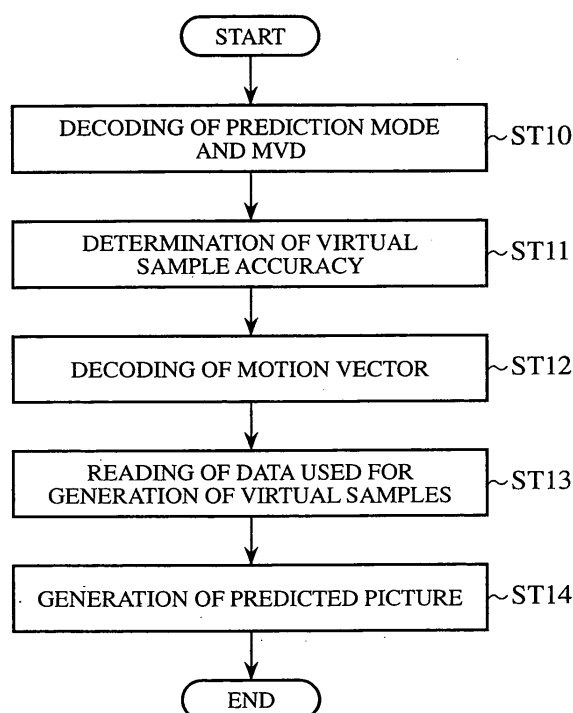 START
DECODING OF PREDICTION MODE
AND MVD
ST10
DETERMINATION OF VIRTUAL
SAMPLE ACCURACY
ST11
DECODING OF MOTION VECTOR
ST12
READING OF DATA USED FOR
GENERATION OF VIRTUAL SAMPLES
ST13
GENERATION OF PREDICTED PICTURE
ST14
END